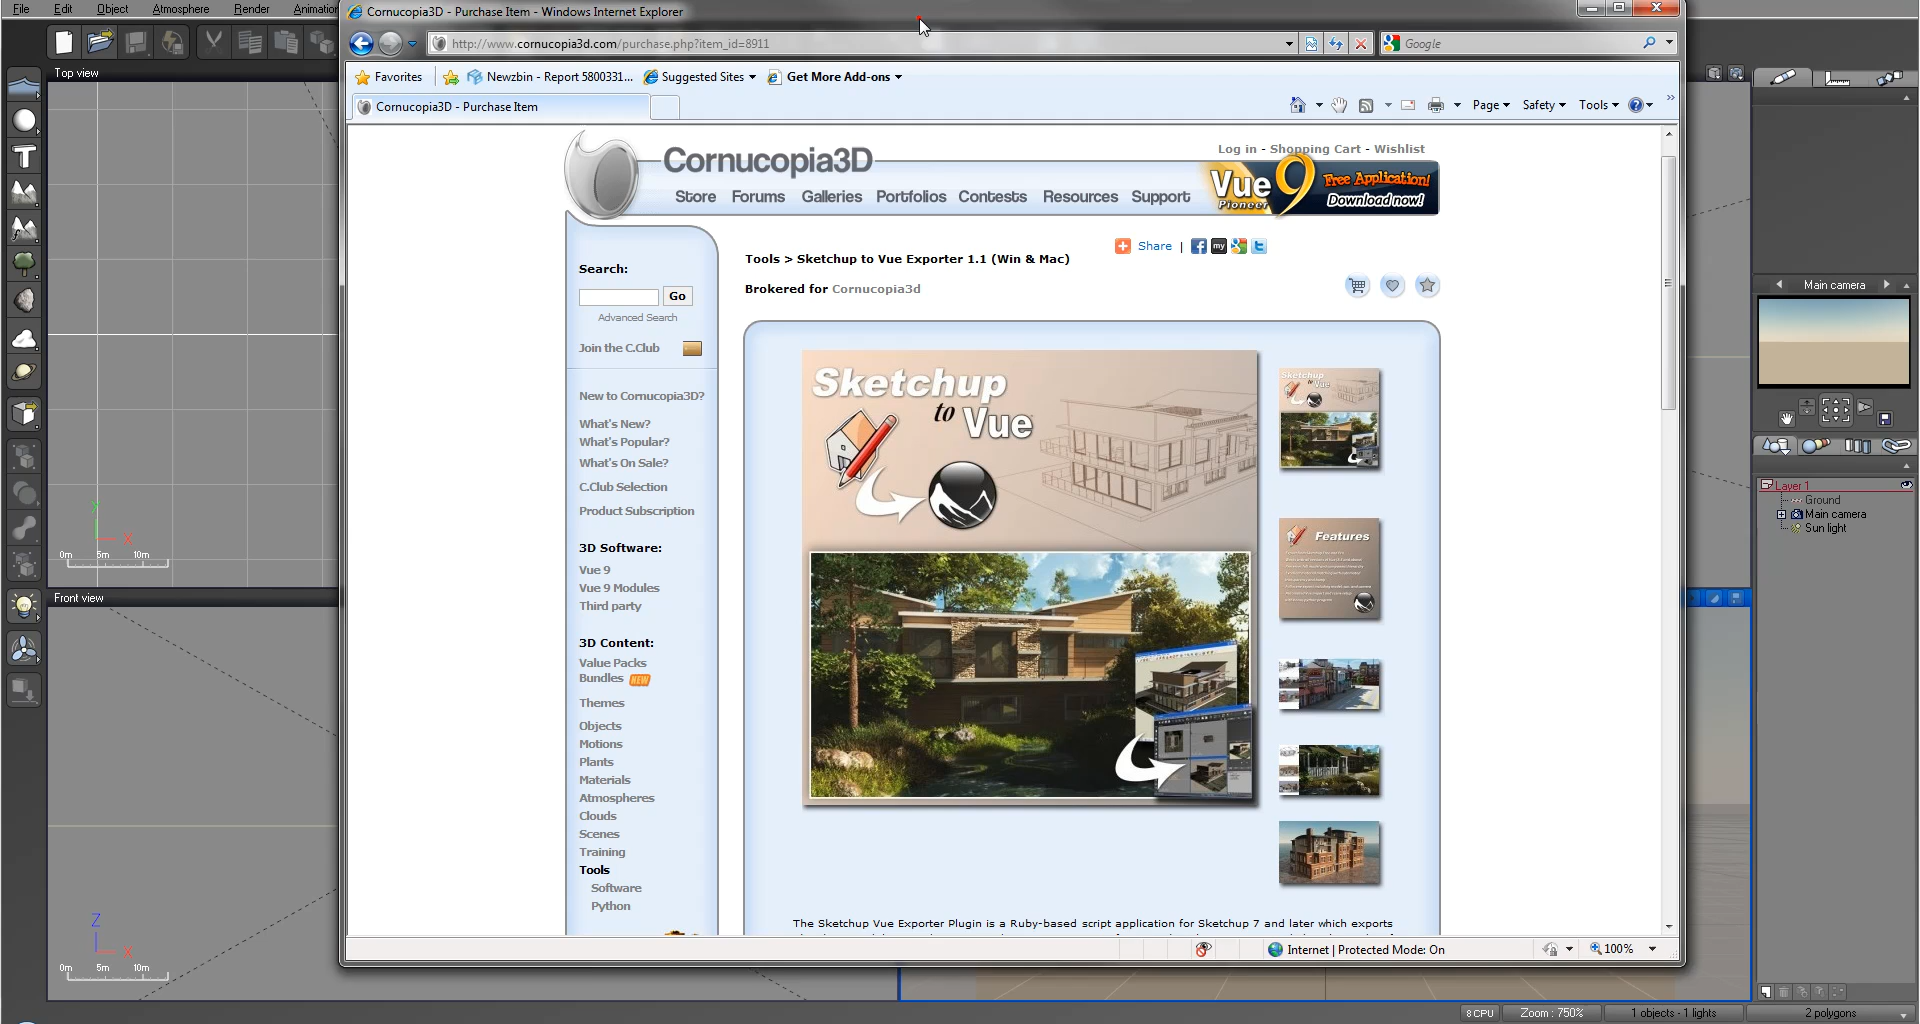 File Edit Object Atmosphere Render Animation
Cornucopia3D - Purchase Item - Windows Internet Explorer
http://www.cornucopia3d.com/purchase.php?item_id=8911
Google
Favorites
Newzbin - Report 5800331...
Suggested Sites
Get More Add-ons
Cornucopia3D - Purchase Item
Page Safety Tools
Top view
Cornucopia3D
Log in - Shopping Cart - Wishlist
Store Forums Galleries Portfolios Contests Resources Support
Vue 9 Pioneer
Free Application!
Download now!
Search:
Go
Advanced Search
Join the C.Club
New to Cornucopia3D?
What's New?
What's Popular?
What's On Sale?
C.Club Selection
Product Subscription
3D Software:
Vue 9
Vue 9 Modules
Third party
3D Content:
Value Packs
Bundles NEW
Themes
Objects
Motions
Plants
Materials
Atmospheres
Clouds
Scenes
Training
Tools
Software
Python
Share |
Tools > Sketchup to Vue Exporter 1.1 (Win & Mac)
Brokered for Cornucopia3d
Sketchup
to Vue
Sketchup
to Vue
Features
The Sketchup Vue Exporter Plugin is a Ruby-based script application for Sketchup 7 and later which exports
Internet | Protected Mode: On
100%
Y
X
0m 5m 10m
Front view
Z
X
0m 5m 10m
Main camera
Layer 1
Ground
Main camera
Sun light
8 CPU
Zoom : 750%
1 objects - 1 lights
2 polygons